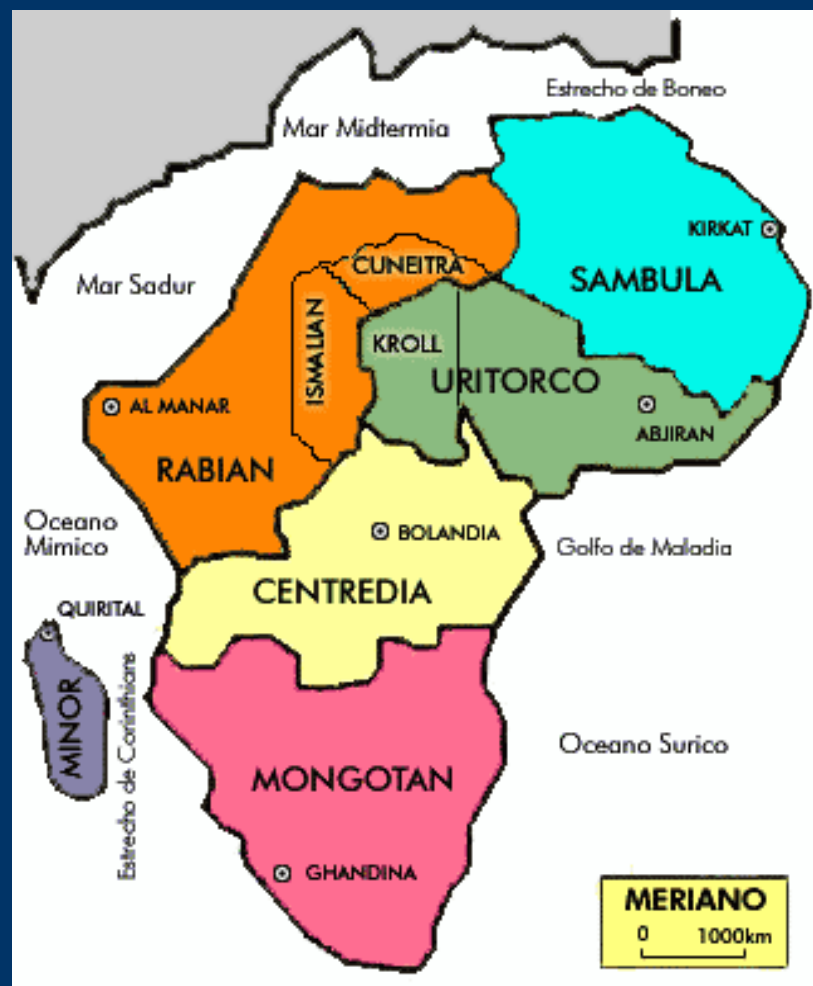 Estrecho de Boneo
Mar Midtermia
KIRKAT
CUNEITRA
SAMBULA
Mar Sadur
ISMALIAN
KROLL
URITORCO
AL MANAR
ABJIRAN
RABIAN
Oceano
Mimico
BOLANDIA
Golfo de Maladia
CENTREDIA
QUIRITAL
MINOR
Estrecho de Corinthians
Oceano Surico
MONGOTAN
GHANDINA
MERIANO
0 1000km